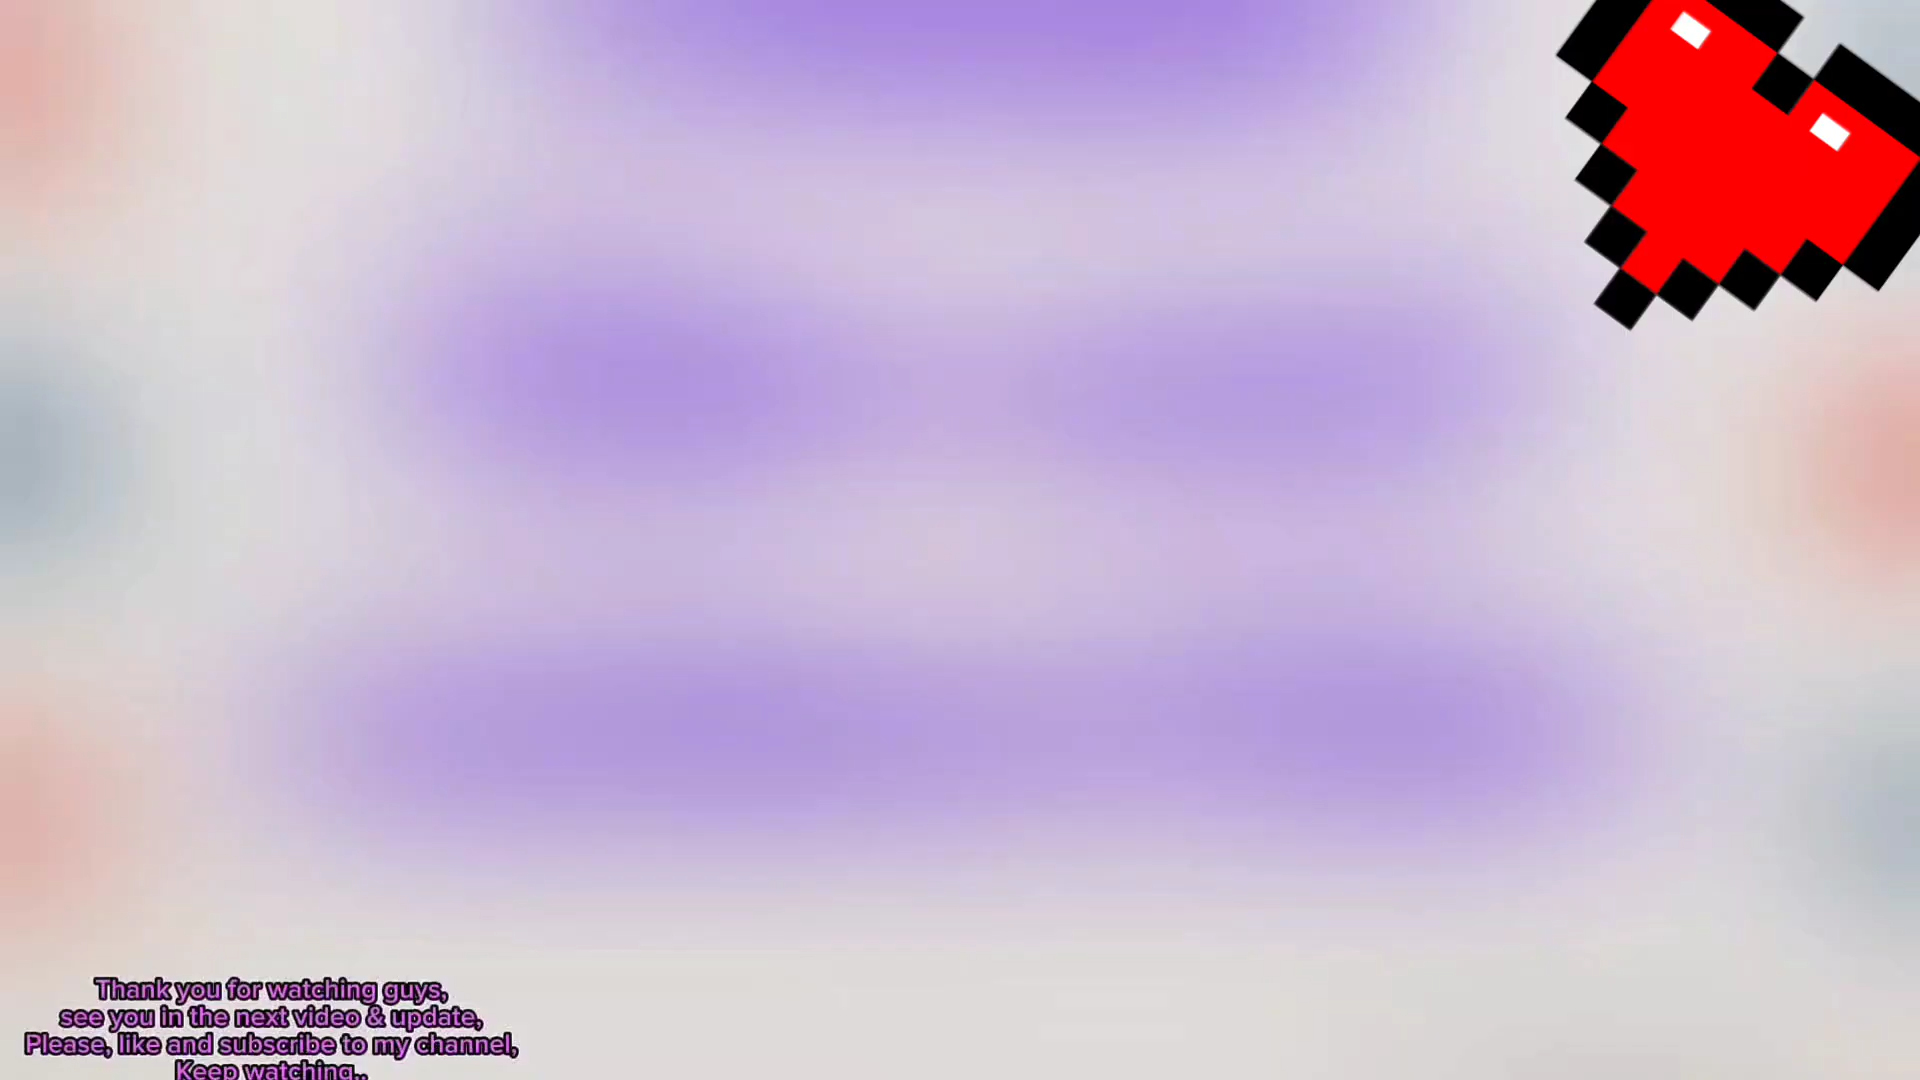 Thank you for watching guys,
see you in the next video & update,
Please, like and subscribe to my channel,
Keep watching..